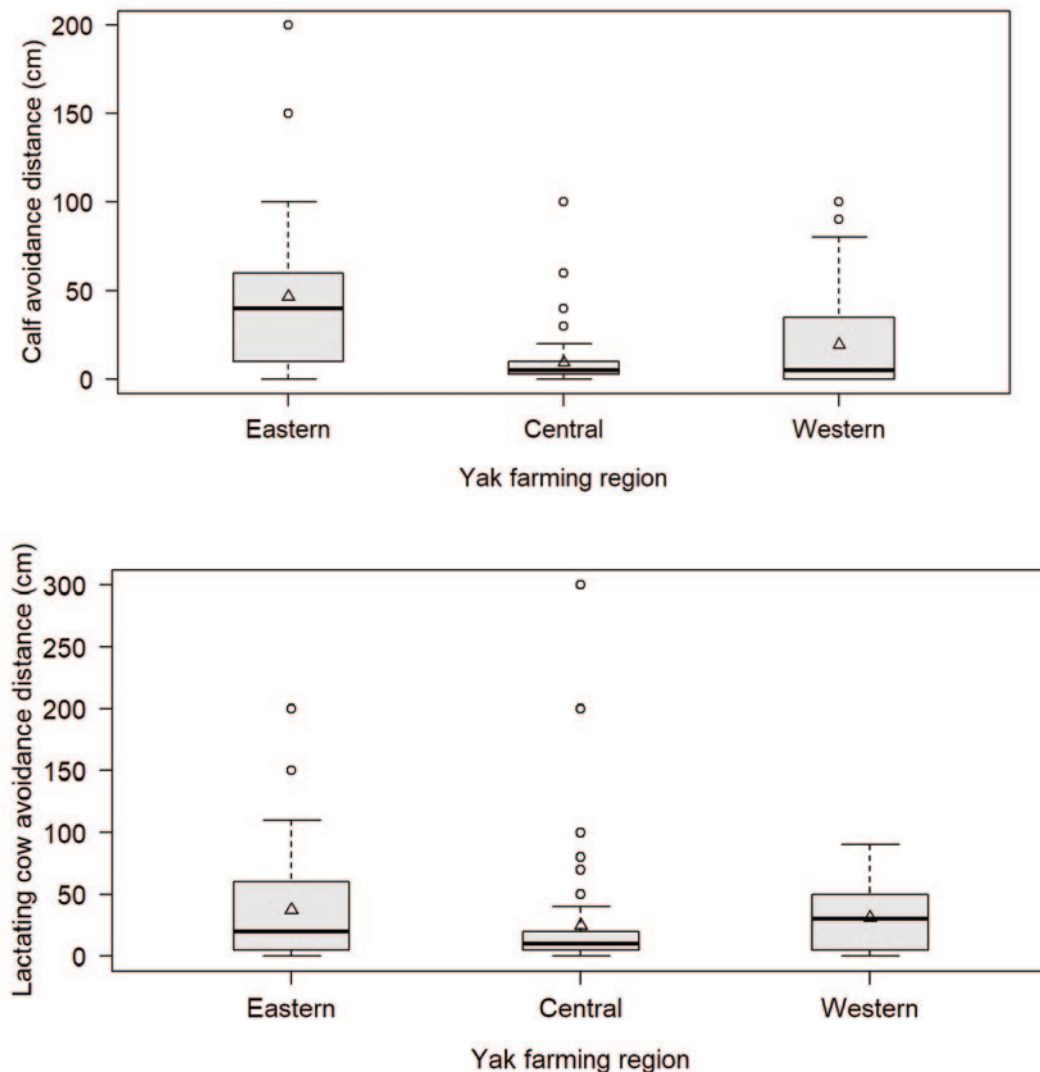 Calf avoidance distance (cm)
200
150
100
50
0
Eastern Central Western
Yak farming region
Lactating cow avoidance distance (cm)
300
250
200
150
100
50
0
Eastern Central Western
Yak farming region